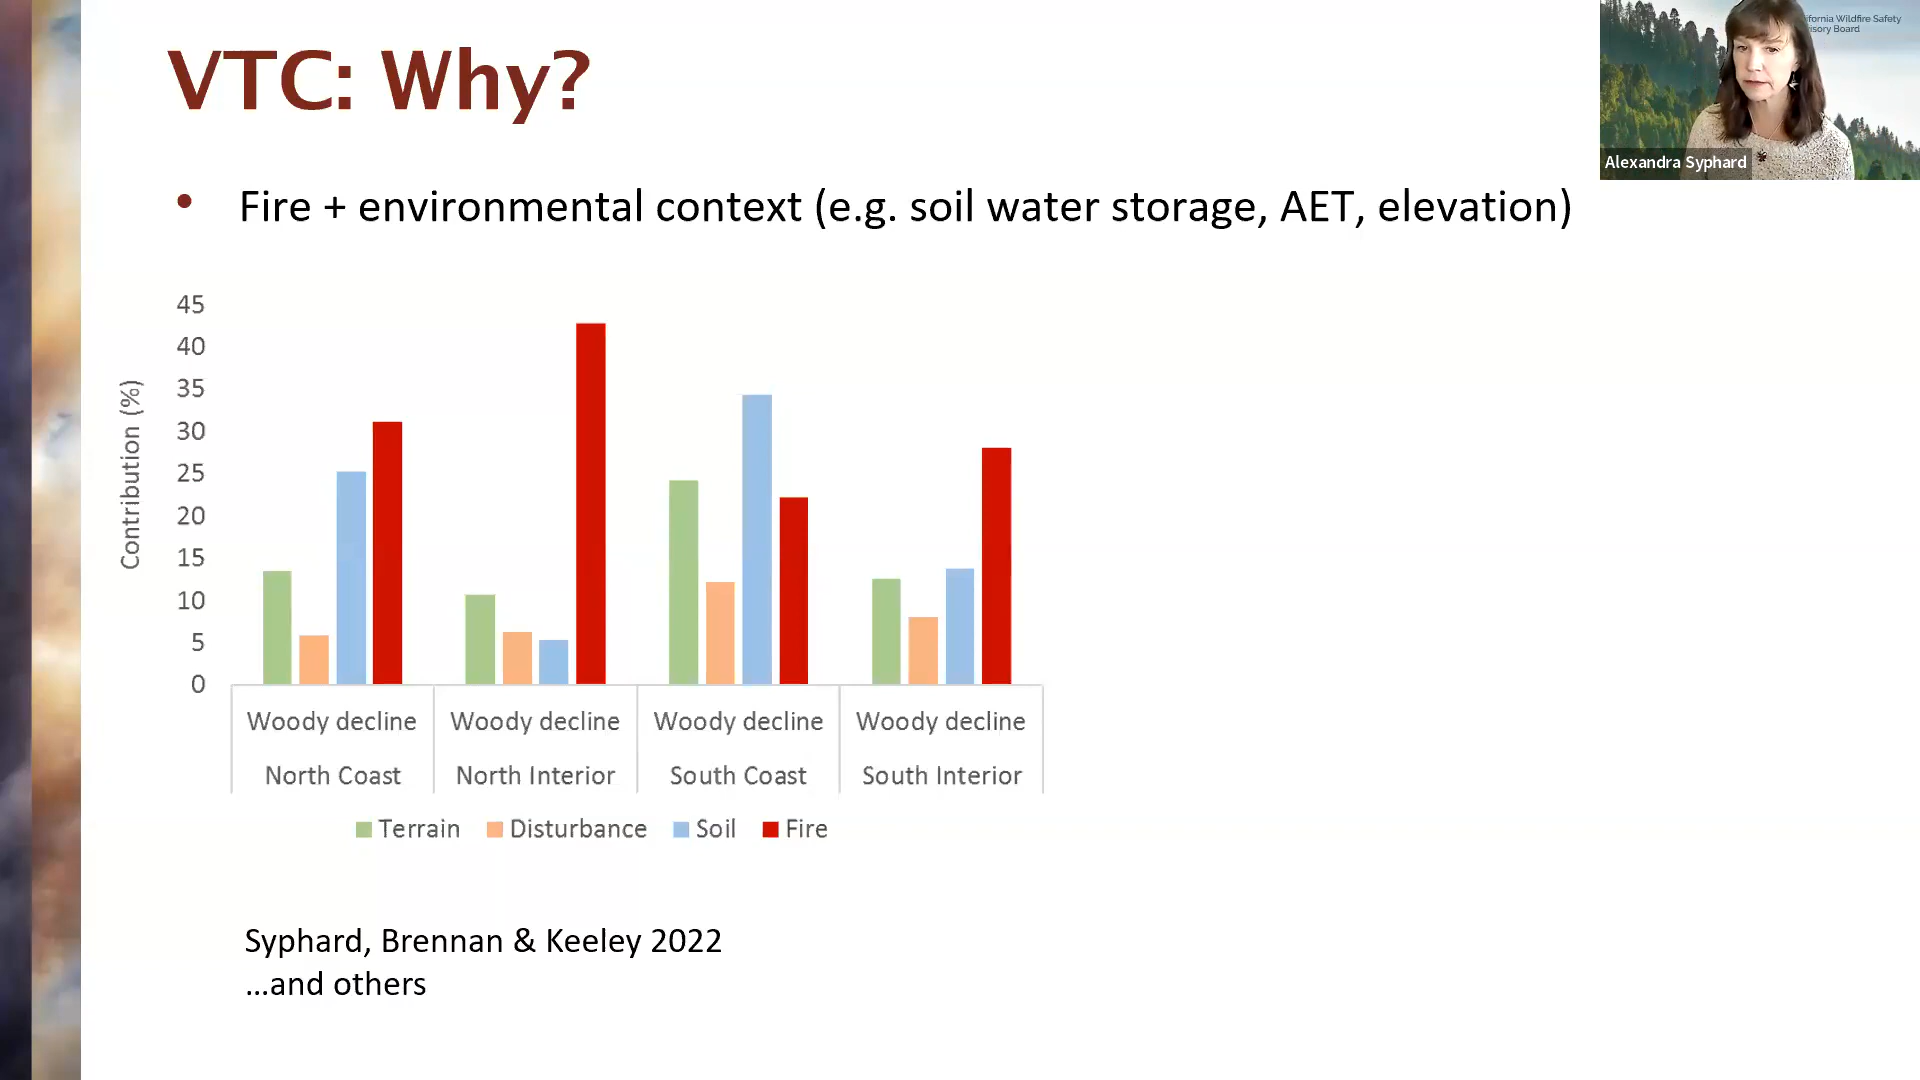 VTC: Why?
ifornia Wildfire Safety
isory Board
Alexandra Syphard
• Fire + environmental context (e.g. soil water storage, AET, elevation)
Contribution (%)
45
40
35
30
25
20
15
10
5
0
Woody decline Woody decline Woody decline Woody decline
North Coast North Interior South Coast South Interior
Terrain Disturbance Soil Fire
Syphard, Brennan & Keeley 2022
...and others